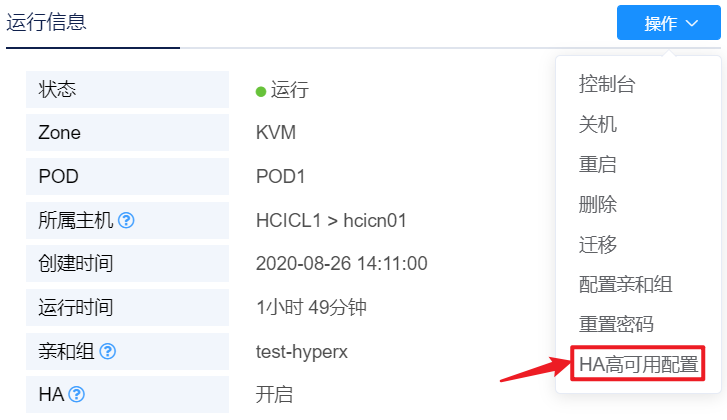 运行信息
操作
状态
运行
Zone
KVM
POD
POD1
所属主机
HCICL1 > hcicn01
创建时间
2020-08-26 14:11:00
运行时间
1小时 49分钟
亲和组
test-hyperx
HA
开启
控制台
关机
重启
删除
迁移
配置亲和组
重置密码
HA高可用配置